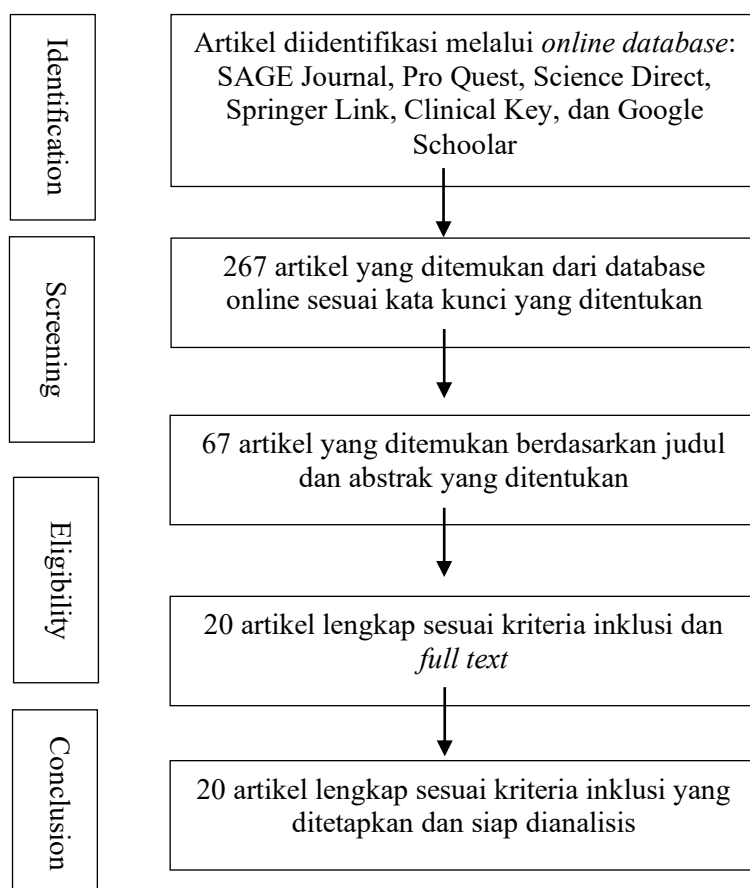 Identification
Artikel diidentifikasi melalui online database:
SAGE Journal, Pro Quest, Science Direct,
Springer Link, Clinical Key, dan Google
Schoolar
Screening
267 artikel yang ditemukan dari database
online sesuai kata kunci yang ditentukan
67 artikel yang ditemukan berdasarkan judul
dan abstrak yang ditentukan
Eligibility
20 artikel lengkap sesuai kriteria inklusi dan
full text
Conclusion
20 artikel lengkap sesuai kriteria inklusi yang
ditetapkan dan siap dianalisis